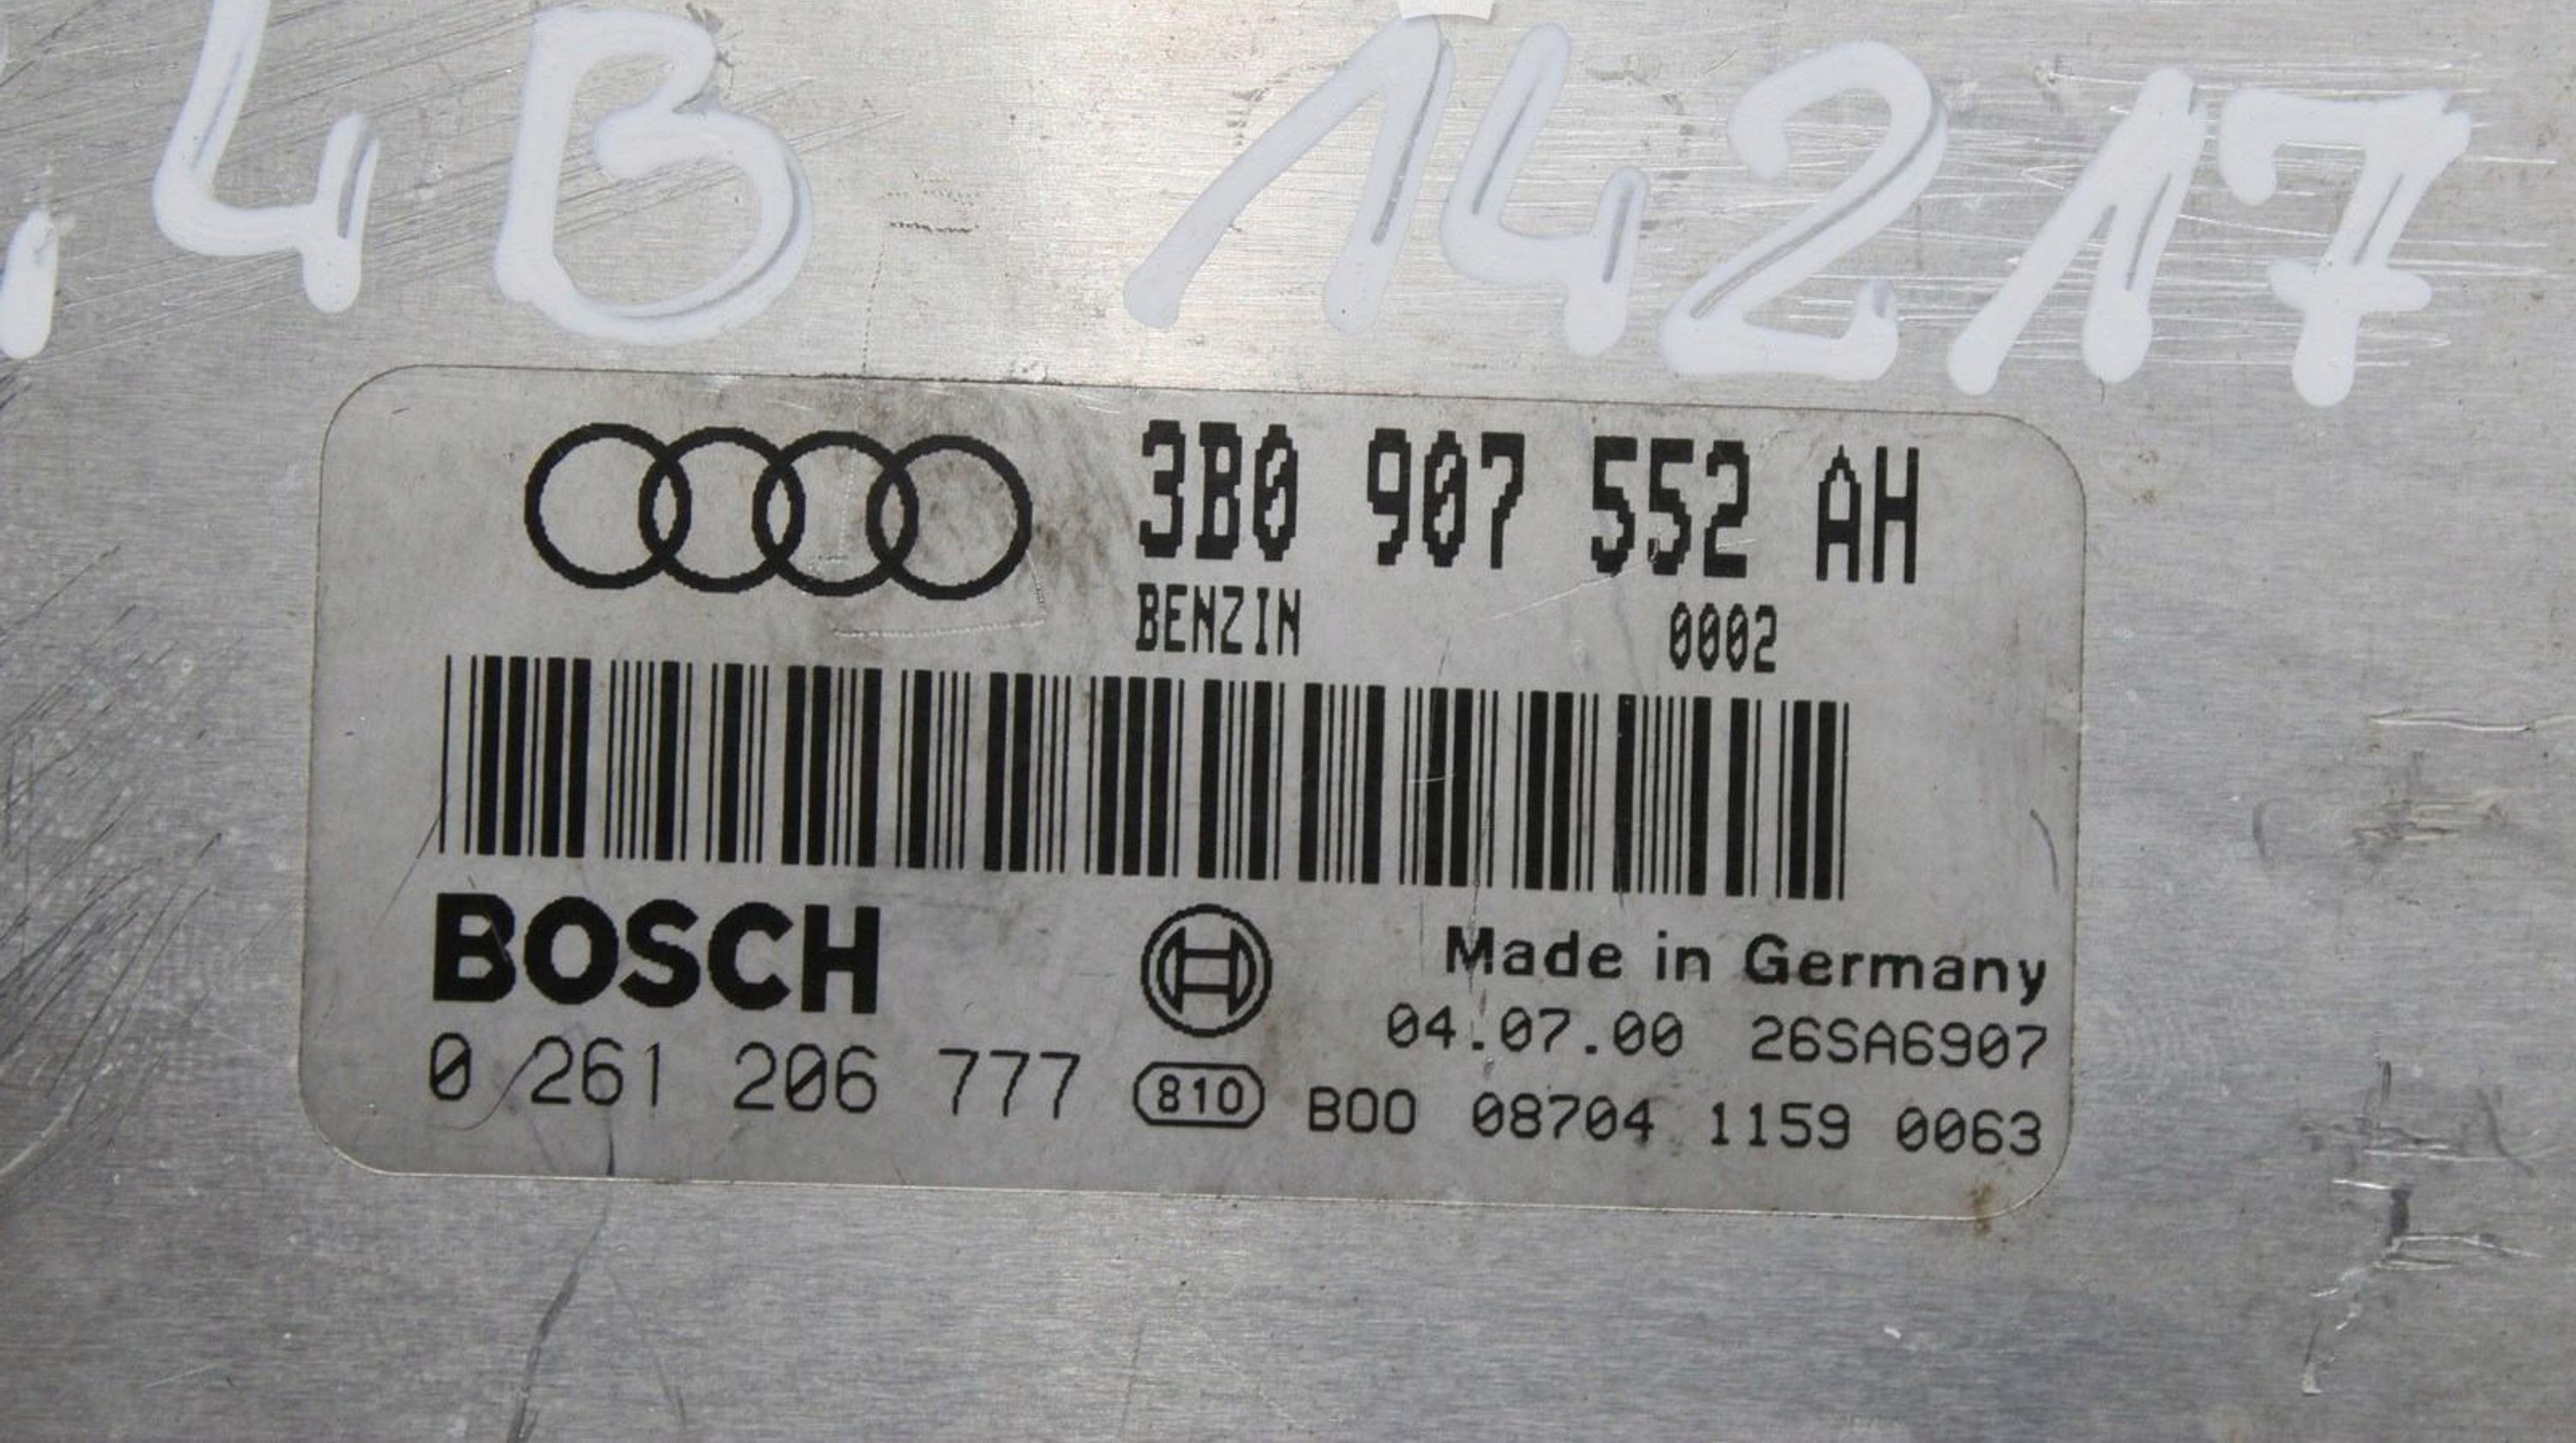 ,4B 14217
3B0 907 552 AH
BENZIN 0002
BOSCH
Made in Germany
04.07.00 26SA6907
0 261 206 777
810 B00 08704 1159 0063